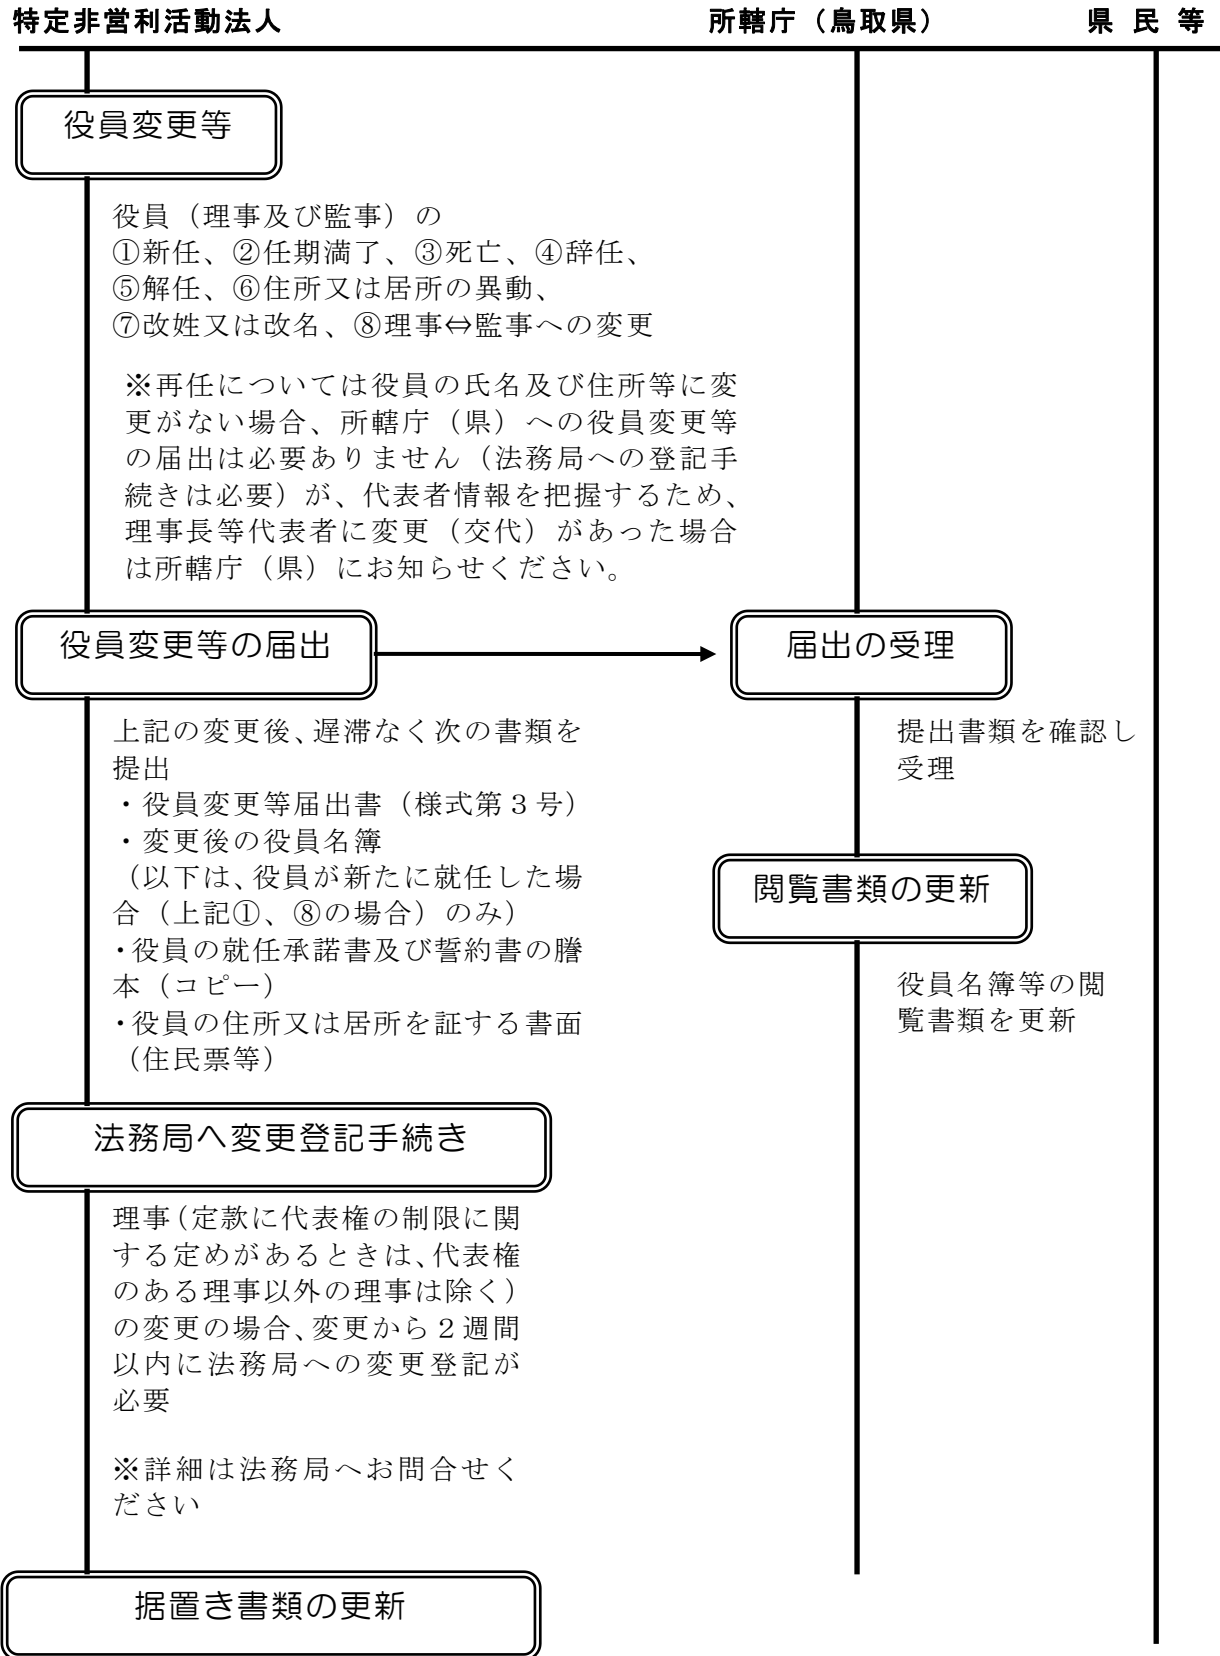 特定非営利活動法人 所轄庁（鳥取県） 県 民 等
役員変更等
役員（理事及び監事）の
①新任、②任期満了、③死亡、④辞任、
⑤解任、⑥住所又は居所の異動、
⑦改姓又は改名、⑧理事⇔監事への変更
※再任については役員の氏名及び住所等に変
更がない場合、所轄庁（県）への役員変更等
の届出は必要ありません（法務局への登記手
続きは必要）が、代表者情報を把握するため、
理事長等代表者に変更（交代）があった場合
は所轄庁（県）にお知らせください。
役員変更等の届出
届出の受理
上記の変更後、遅滞なく次の書類を
提出
・役員変更等届出書（様式第３号）
・変更後の役員名簿
（以下は、役員が新たに就任した場
合（上記①、⑧の場合）のみ）
・役員の就任承諾書及び誓約書の謄
本（コピー）
・役員の住所又は居所を証する書面
（住民票等）
提出書類を確認し
受理
閲覧書類の更新
役員名簿等の閲
覧書類を更新
法務局へ変更登記手続き
理事（定款に代表権の制限に関
する定めがあるときは、代表権
のある理事以外の理事は除く）
の変更の場合、変更から２週間
以内に法務局への変更登記が
必要
※詳細は法務局へお問合せく
ださい
据置き書類の更新